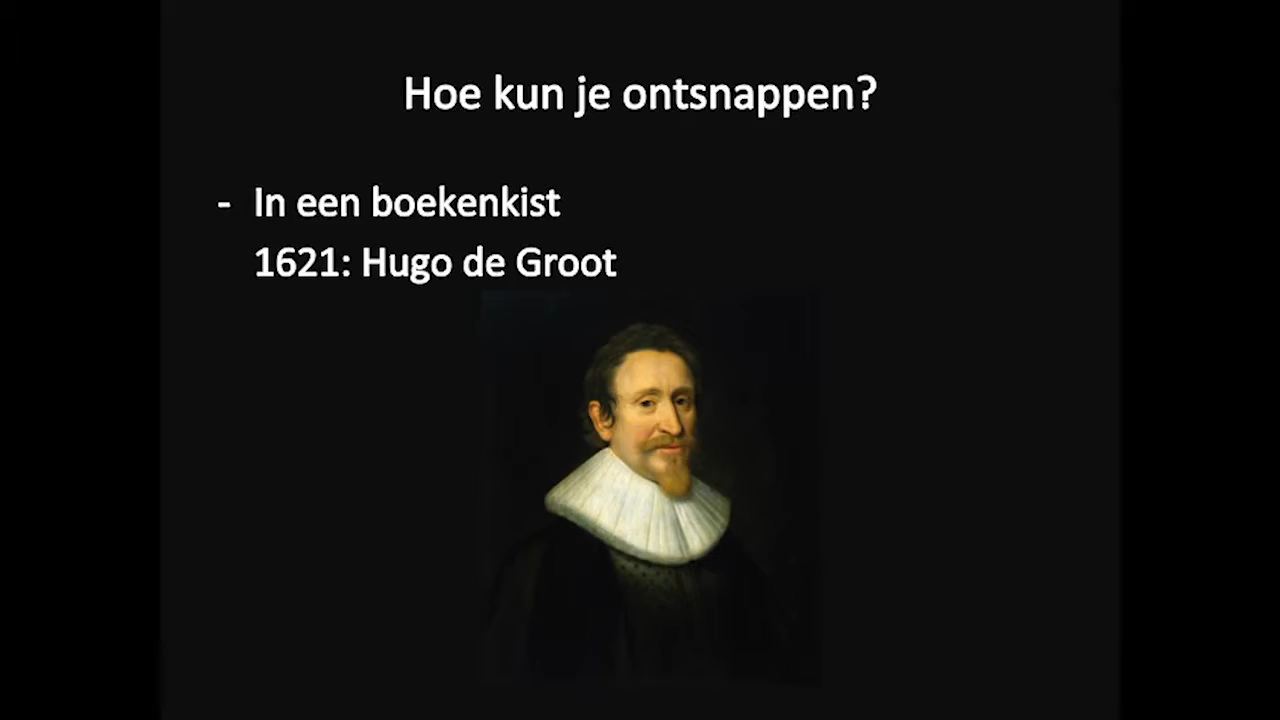 Hoe kun je ontsnappen?
- In een boekenkist
1621: Hugo de Groot